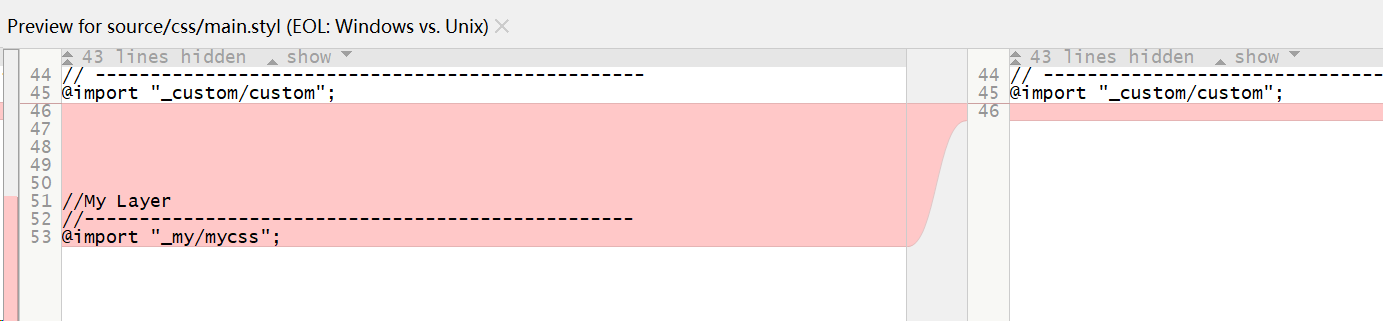 Preview for source/css/main.styl (EOL: Windows vs. Unix)
43 lines hidden show
44 // --------------------------------------------------
45 @import "_custom/custom";
46
47
48
49
50
51 //My Layer
52 //--------------------------------------------------
53 @import "_my/mycss";
43 lines hidden show
44 // -------------------------------
45 @import "_custom/custom";
46